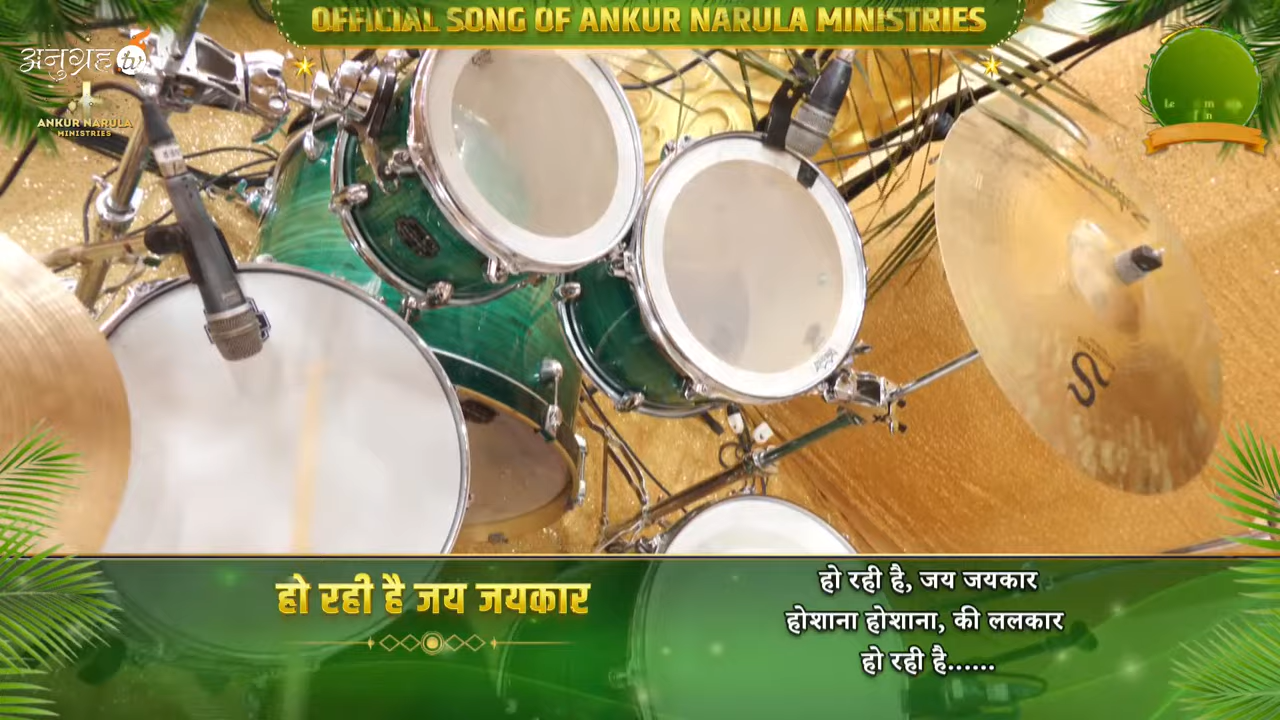 OFFICIAL SONG OF ANKUR NARULA MINISTRIES
अनुग्रह tv
ANKUR NARULA
MINISTRIES
हो रही है जय जयकार
हो रही है, जय जयकार
होशाना होशाना, की ललकार
हो रही है......